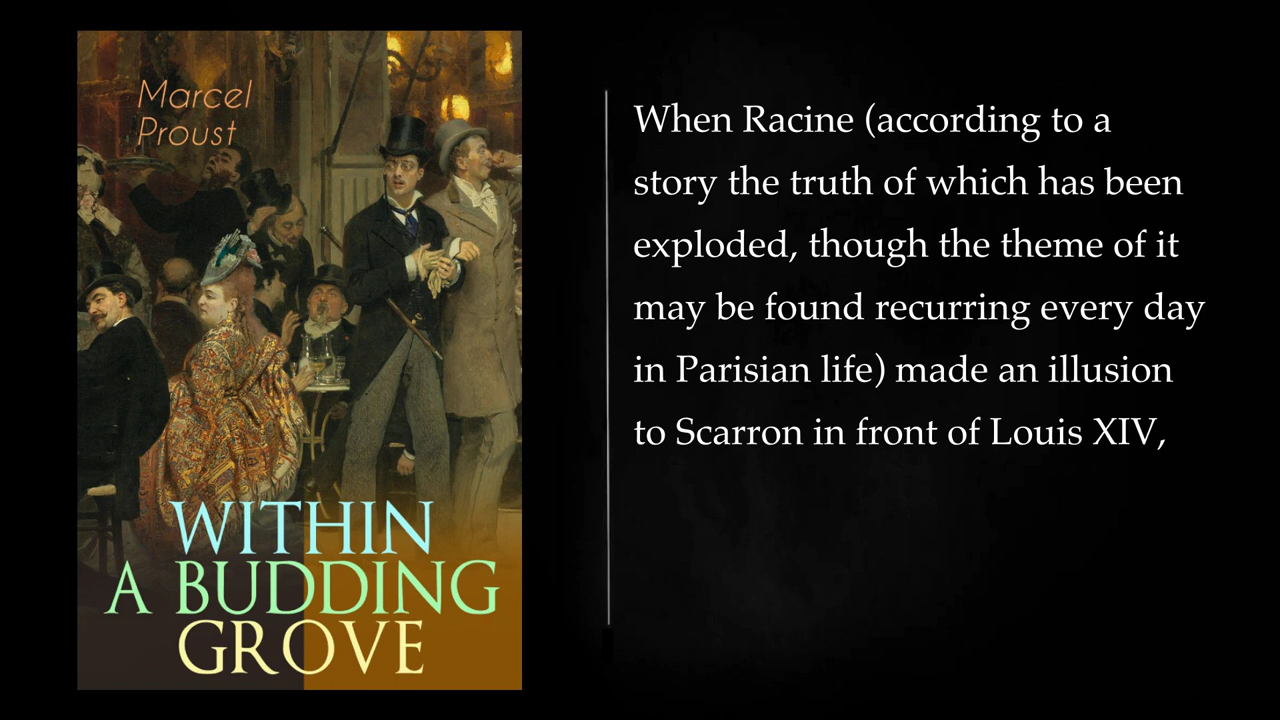 Marcel
Proust
WITHIN
A BUDDING
GROVE
When Racine (according to a
story the truth of which has been
exploded, though the theme of it
may be found recurring every day
in Parisian life) made an illusion
to Scarron in front of Louis XIV,